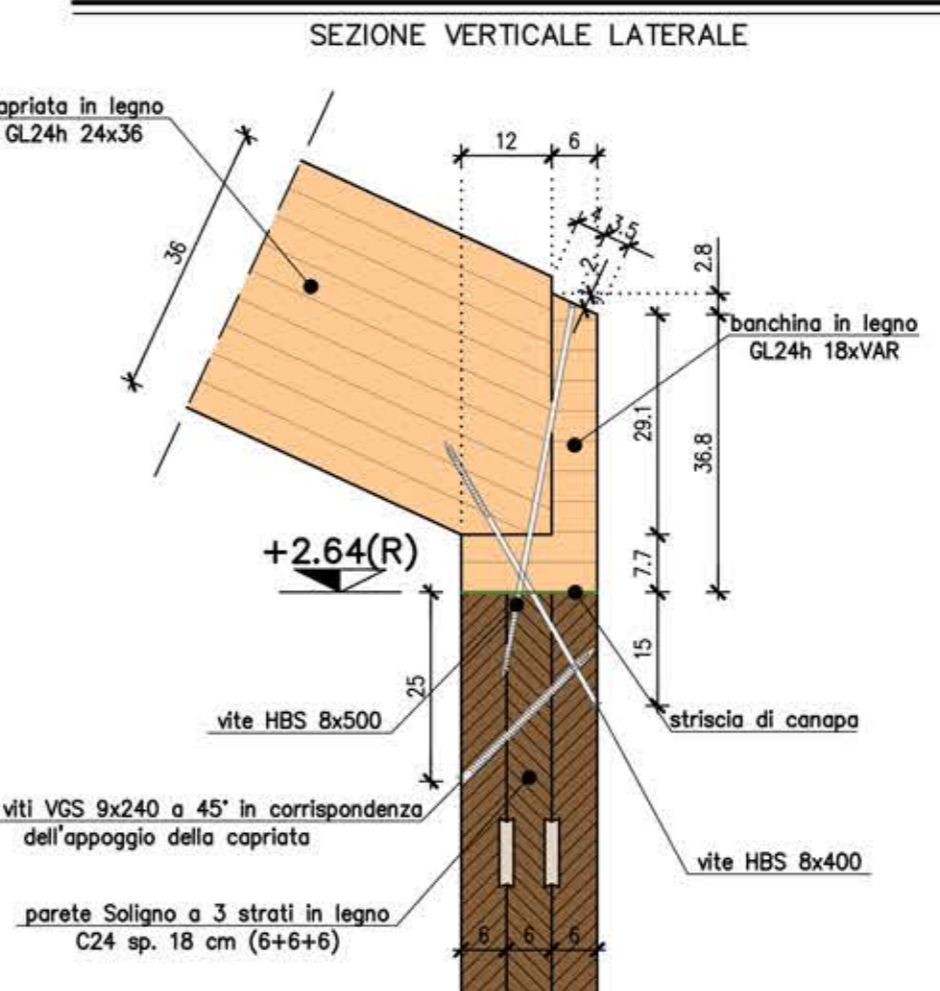 SEZIONE VERTICALE LATERALE
apriata in legno
GL24h 24x36
12
6
36
4
3.5
2
2.8
banchina in legno
GL24h 18xVAR
29.1
36.8
+2.64(R)
7.7
15
25
vite HBS 8x500
striscia di canapa
viti VGS 9x240 a 45° in corrispondenza
dell'appoggio della capriata
vite HBS 8x400
parete Soligno a 3 strati in legno
C24 sp. 18 cm (6+6+6)
6
6
6